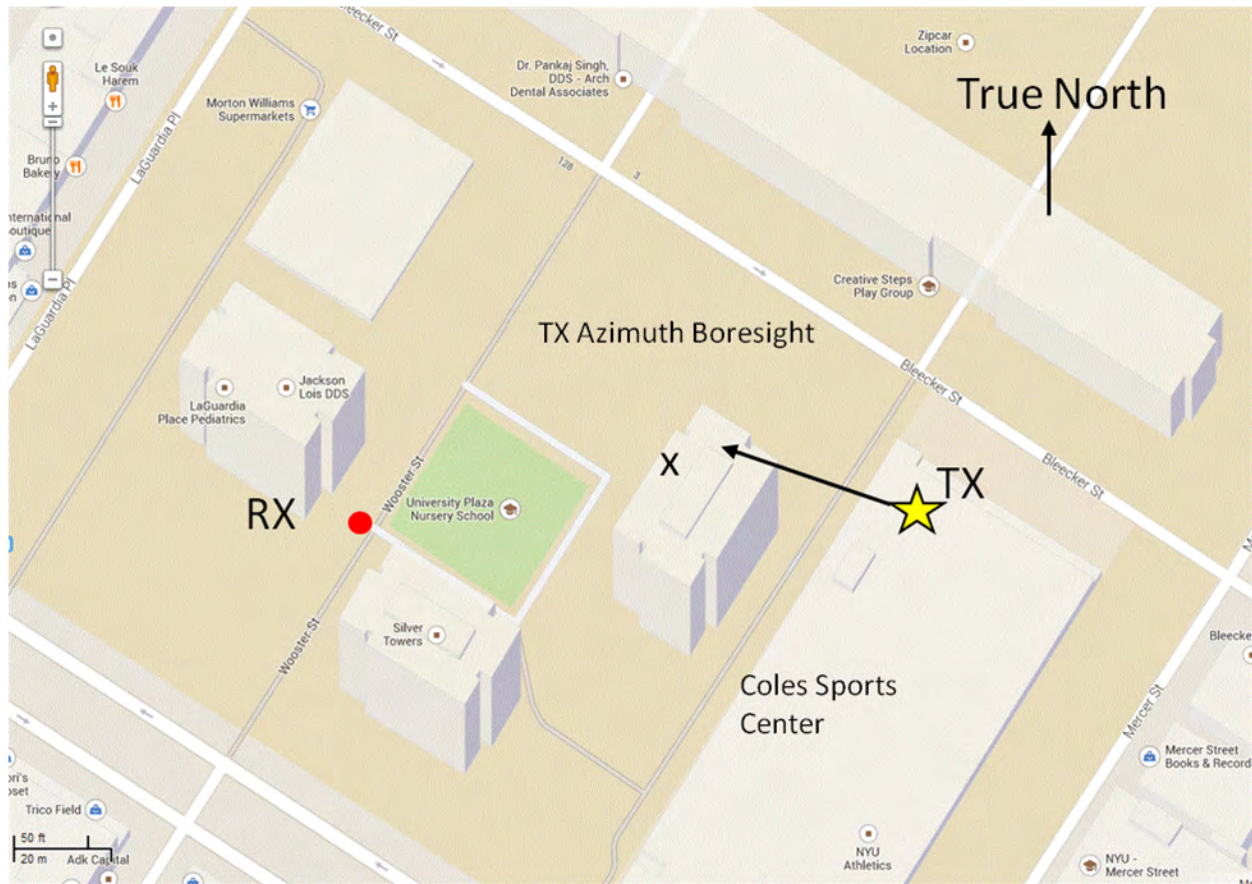 Bleecker St
Zipcar
Location
Le Souk
Harem
Dr. Pankaj Singh,
DDS - Arch
Dental Associates
True North
Morton Williams
Supermarkets
LaGuardia Pl
Bruno
Bakery
128
3
nternational
outique
Creative Steps
Play Group
LaGuardia Pl
TX Azimuth Boresight
Jackson
Lois DDS
LaGuardia
Place Pediatrics
Bleecker St
Wooster St
X
Bleecker St
TX
RX
University Plaza
Nursery School
Silver
Towers
Wooster St
Coles Sports
Center
Mercer St
Bleecke
Mercer Street
Books & Record
Trico Field
50 ft
20 m
Adk Capital
NYU
Athletics
NYU -
Mercer Street